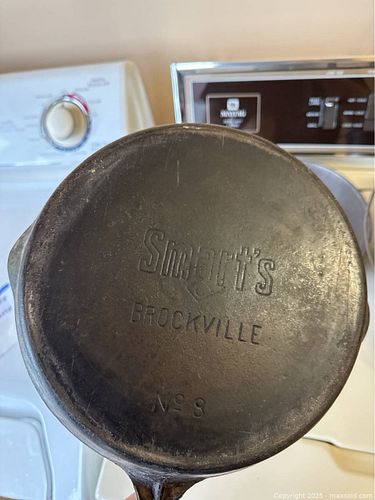 Smart's
BROCKVILLE
Nº 8
Copyright 2025 - maxsold.com